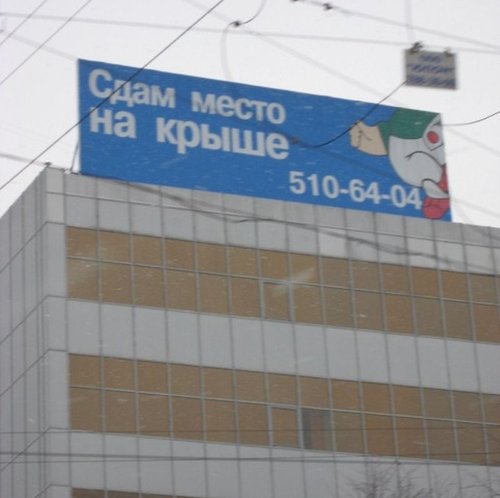 Сдам место
на крыше
510-64-04